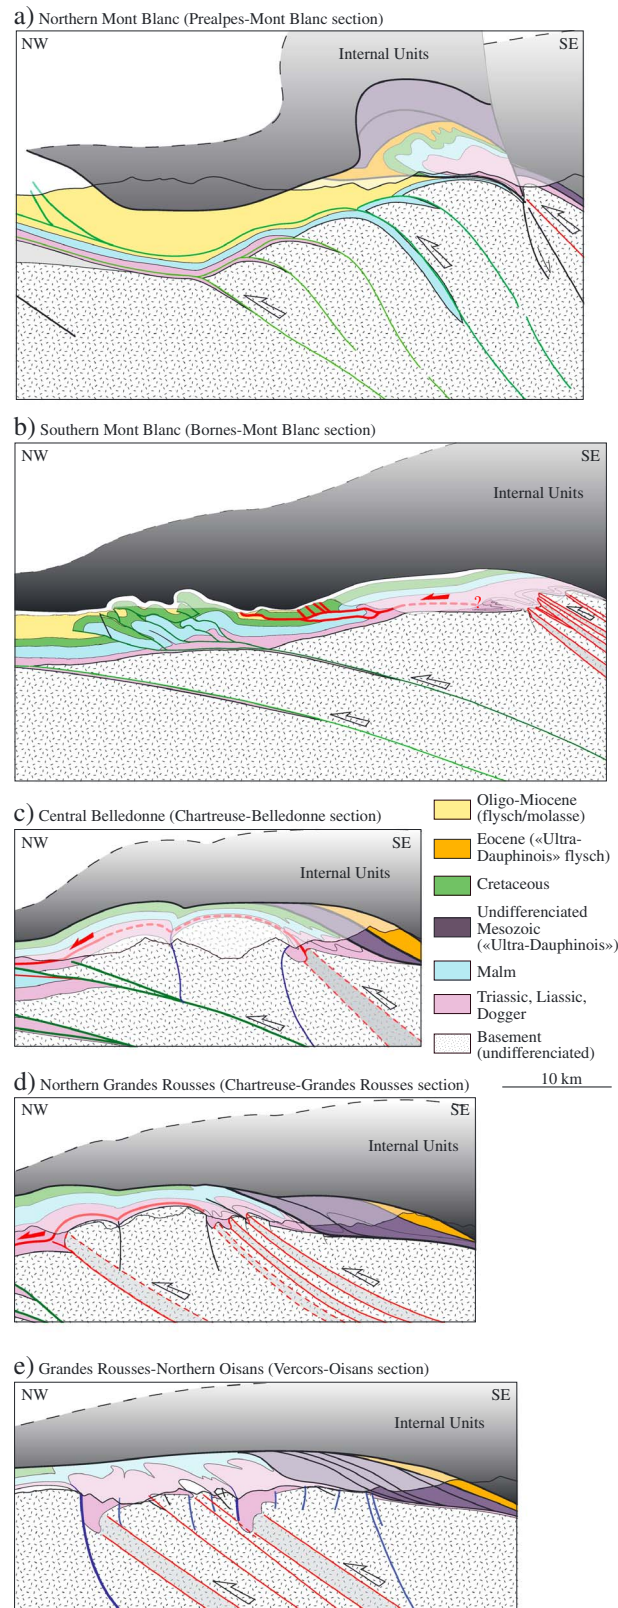 a) Northern Mont Blanc (Prealpes-Mont Blanc section)
NW
SE
Internal Units
b) Southern Mont Blanc (Bornes-Mont Blanc section)
NW
SE
Internal Units
?
c) Central Belledonne (Chartreuse-Belledonne section)
NW
SE
Internal Units
Oligo-Miocene
(flysch/molasse)
Eocene («Ultra-
Dauphinois» flysch)
Cretaceous
Undifferenciated
Mesozoic
(«Ultra-Dauphinois»)
Malm
Triassic, Liassic,
Dogger
Basement
(undifferenciated)
10 km
d) Northern Grandes Rousses (Chartreuse-Grandes Rousses section)
NW
SE
Internal Units
e) Grandes Rousses-Northern Oisans (Vercors-Oisans section)
NW
SE
Internal Units